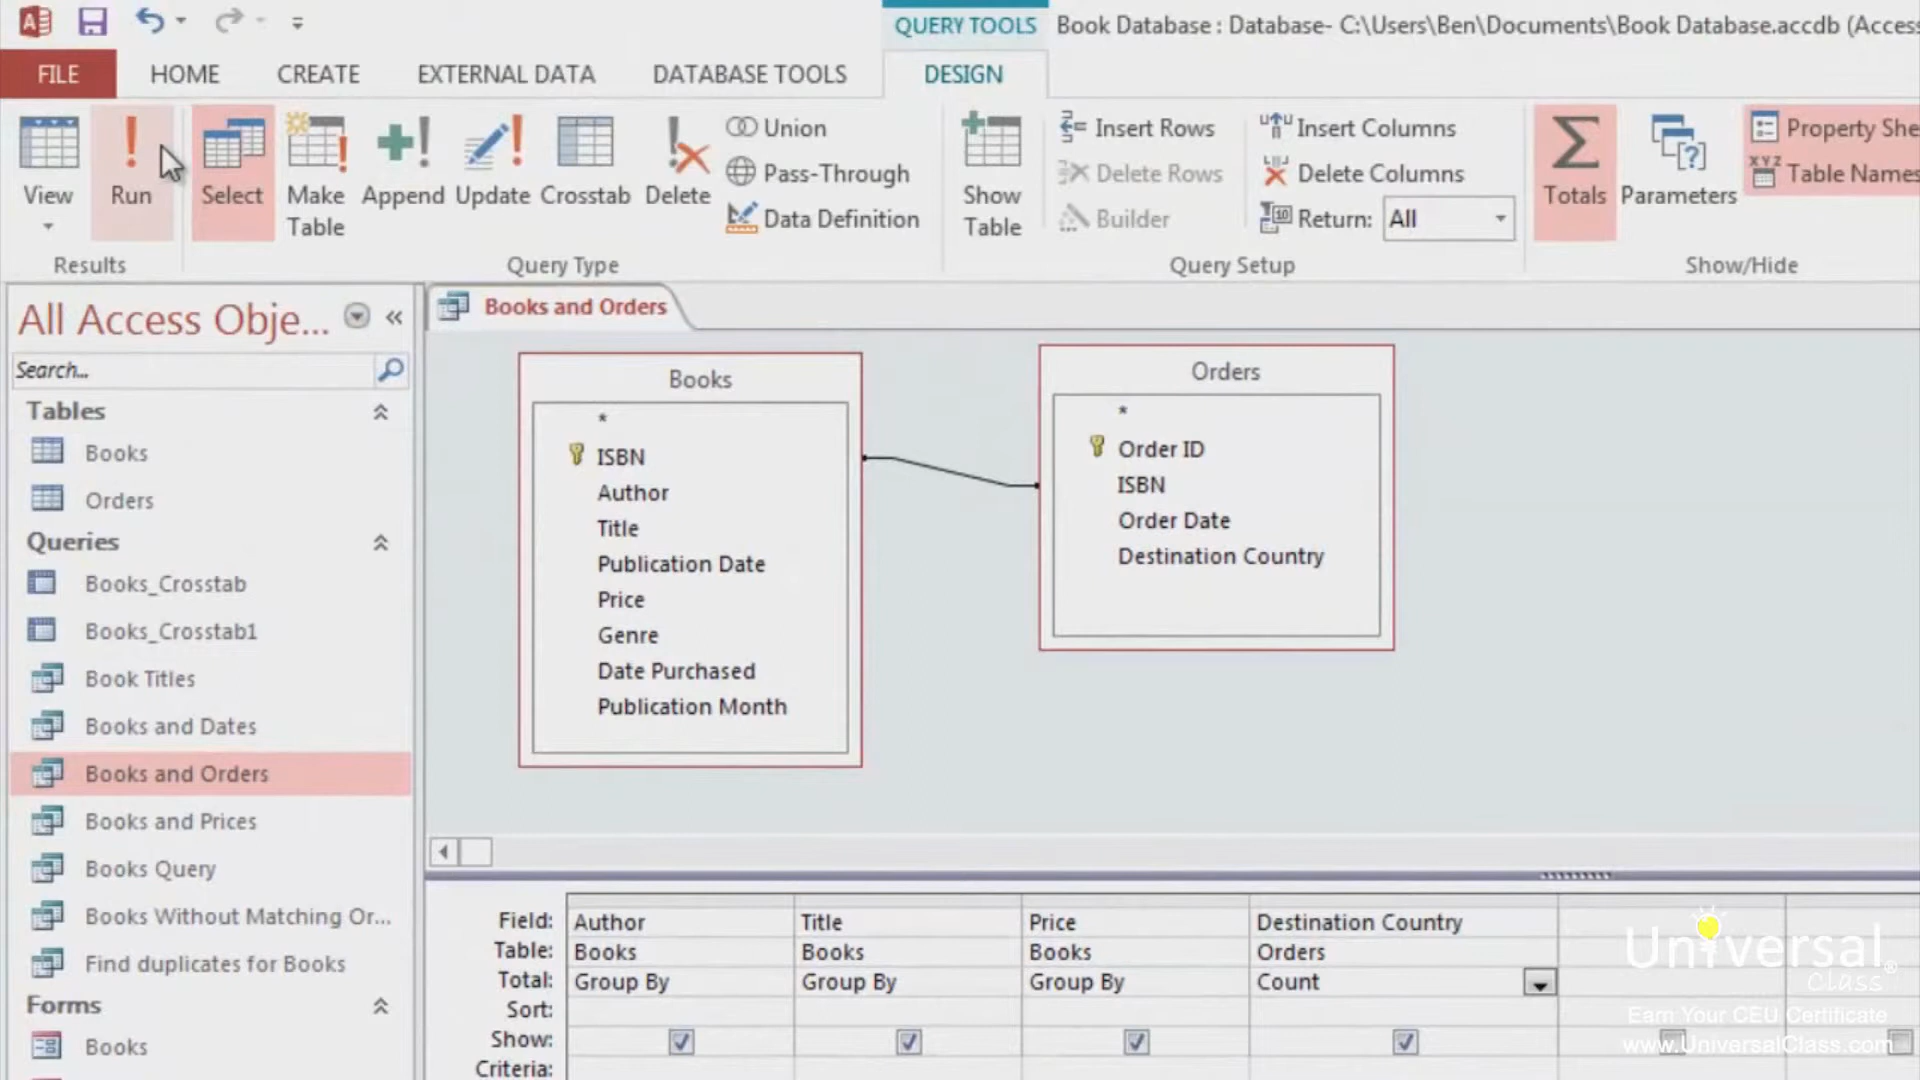 QUERY TOOLS
Book Database : Database- C:\Users\Ben\Documents\Book Database.accdb (Access
FILE
HOME
CREATE
EXTERNAL DATA
DATABASE TOOLS
DESIGN
View
Run
Select
Make
Table
Append
Update
Crosstab
Delete
Union
Pass-Through
Data Definition
Show
Table
Insert Rows
Delete Rows
Builder
Insert Columns
Delete Columns
Return: All
Totals
Parameters
Property She
Table Names
Results
Query Type
Query Setup
Show/Hide
All Access Obje...
Search...
Tables
Books
Orders
Queries
Books_Crosstab
Books_Crosstab1
Book Titles
Books and Dates
Books and Orders
Books and Prices
Books Query
Books Without Matching Or...
Find duplicates for Books
Forms
Books
Books and Orders
Books
*
ISBN
Author
Title
Publication Date
Price
Genre
Date Purchased
Publication Month
Orders
*
Order ID
ISBN
Order Date
Destination Country
Field: Author Title Price Destination Country
Table: Books Books Books Orders
Total: Group By Group By Group By Count
Sort:
Show:
Criteria:
Universal
Class®
Earn Your CEU Certificate
www.UniversalClass.com